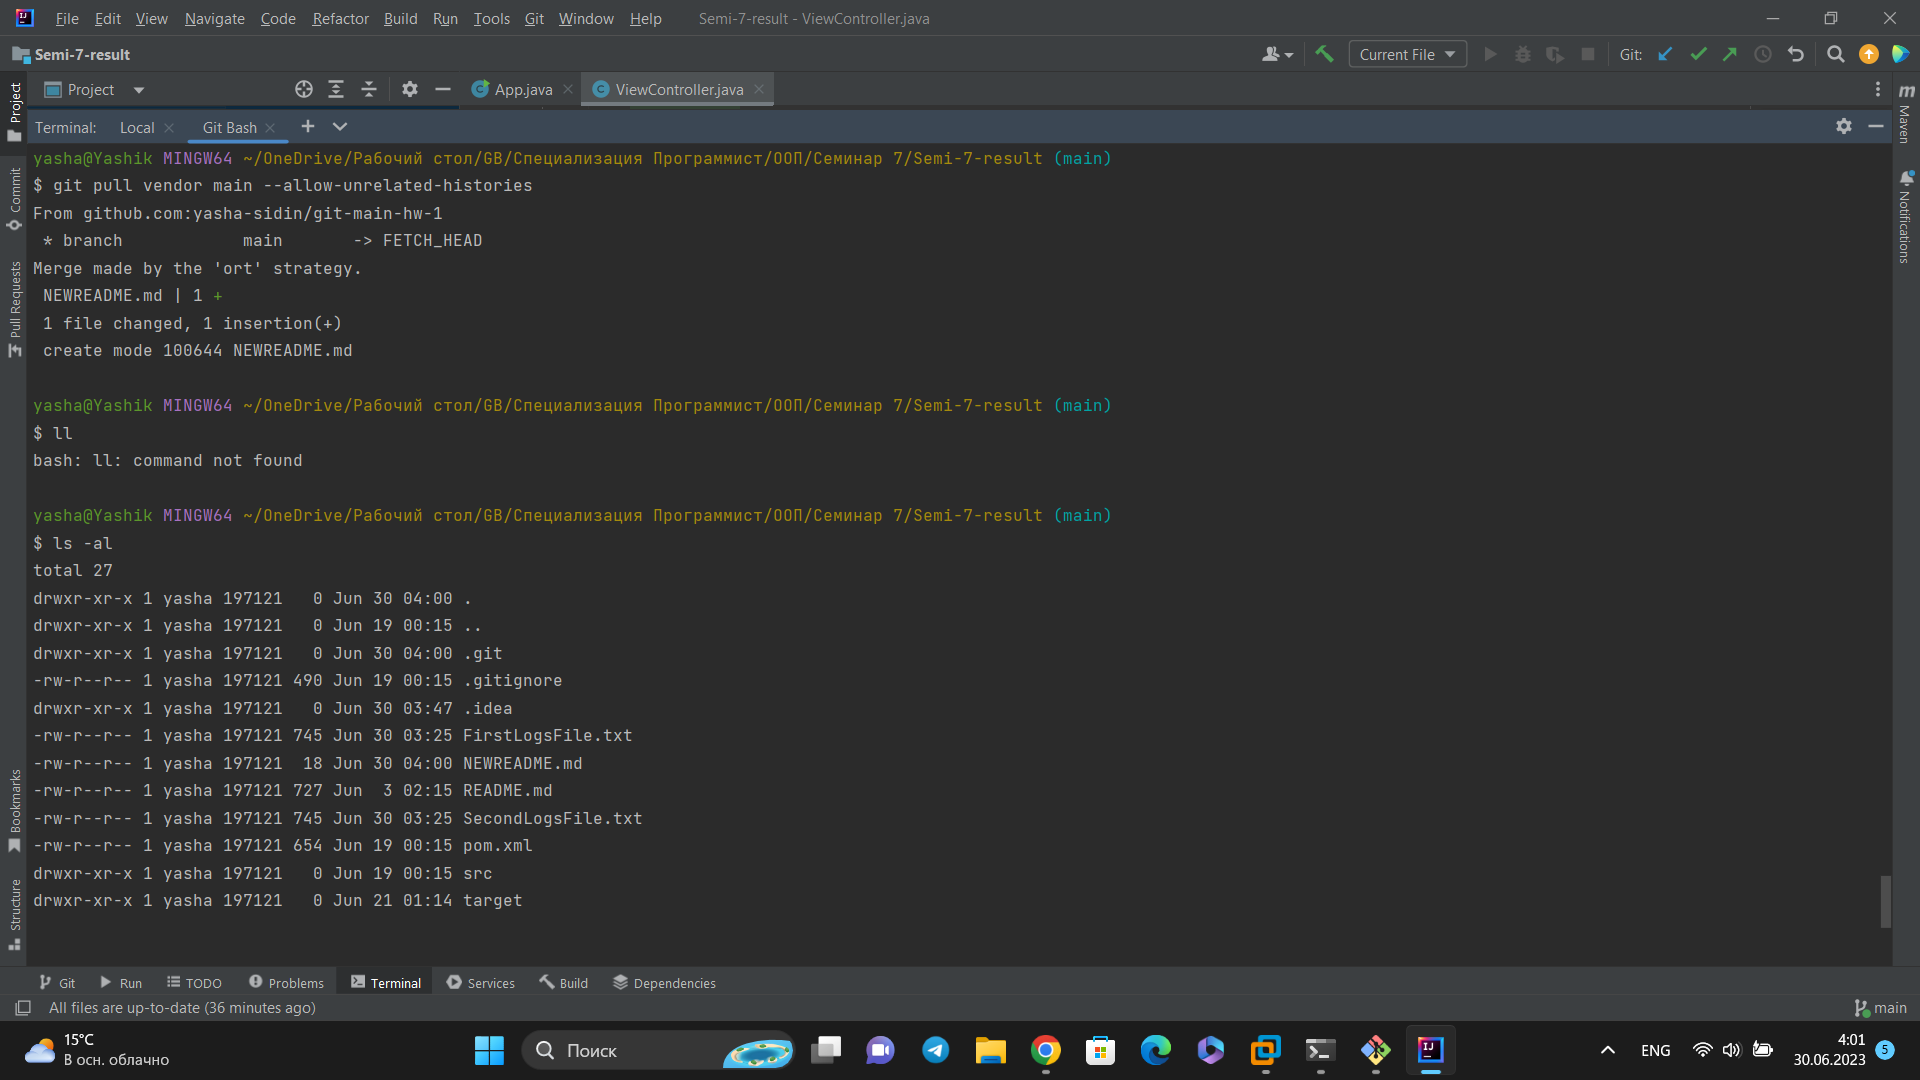 File Edit View Navigate Code Refactor Build Run Tools Git Window Help Semi-7-result - ViewController.java
Semi-7-result Current File Git:
Project App.java ViewController.java
Terminal: Local Git Bash
yasha@Yashik MINGW64 ~/OneDrive/Рабочий стол/GB/Специализация Программист/ООП/Семинар 7/Semi-7-result (main)
$ git pull vendor main --allow-unrelated-histories
From github.com:yasha-sidin/git-main-hw-1
 * branch            main       -> FETCH_HEAD
Merge made by the 'ort' strategy.
 NEWREADME.md | 1 +
 1 file changed, 1 insertion(+)
 create mode 100644 NEWREADME.md
yasha@Yashik MINGW64 ~/OneDrive/Рабочий стол/GB/Специализация Программист/ООП/Семинар 7/Semi-7-result (main)
$ ll
bash: ll: command not found
yasha@Yashik MINGW64 ~/OneDrive/Рабочий стол/GB/Специализация Программист/ООП/Семинар 7/Semi-7-result (main)
$ ls -al
total 27
drwxr-xr-x 1 yasha 197121   0 Jun 30 04:00 .
drwxr-xr-x 1 yasha 197121   0 Jun 19 00:15 ..
drwxr-xr-x 1 yasha 197121   0 Jun 30 04:00 .git
-rw-r--r-- 1 yasha 197121 490 Jun 19 00:15 .gitignore
drwxr-xr-x 1 yasha 197121   0 Jun 30 03:47 .idea
-rw-r--r-- 1 yasha 197121 745 Jun 30 03:25 FirstLogsFile.txt
-rw-r--r-- 1 yasha 197121  18 Jun 30 04:00 NEWREADME.md
-rw-r--r-- 1 yasha 197121 727 Jun  3 02:15 README.md
-rw-r--r-- 1 yasha 197121 745 Jun 30 03:25 SecondLogsFile.txt
-rw-r--r-- 1 yasha 197121 654 Jun 19 00:15 pom.xml
drwxr-xr-x 1 yasha 197121   0 Jun 19 00:15 src
drwxr-xr-x 1 yasha 197121   0 Jun 21 01:14 target
Project
Commit
Pull Requests
Bookmarks
Structure
Maven
Notifications
Git Run TODO Problems Terminal Services Build Dependencies
All files are up-to-date (36 minutes ago) main
15°C
В осн. облачно
Поиск
ENG
4:01
30.06.2023
5